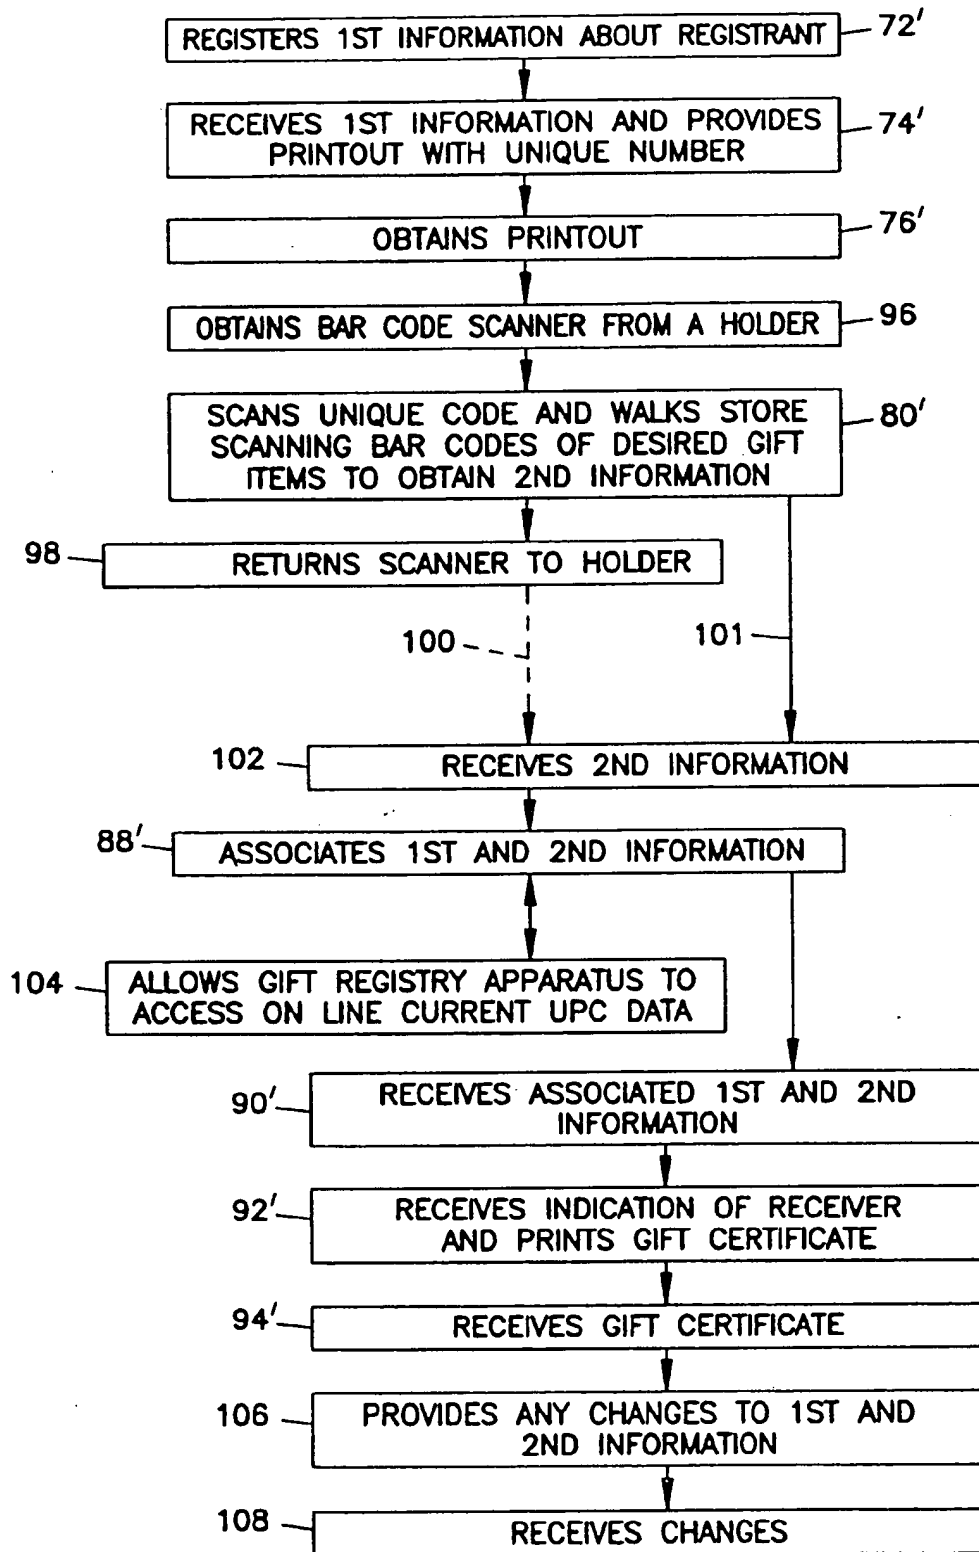 REGISTERS 1ST INFORMATION ABOUT REGISTRANT
72'
RECEIVES 1ST INFORMATION AND PROVIDES
PRINTOUT WITH UNIQUE NUMBER
74'
OBTAINS PRINTOUT
76'
OBTAINS BAR CODE SCANNER FROM A HOLDER
96
SCANS UNIQUE CODE AND WALKS STORE
SCANNING BAR CODES OF DESIRED GIFT
ITEMS TO OBTAIN 2ND INFORMATION
80'
98
RETURNS SCANNER TO HOLDER
100
101
102
RECEIVES 2ND INFORMATION
88'
ASSOCIATES 1ST AND 2ND INFORMATION
104
ALLOWS GIFT REGISTRY APPARATUS TO
ACCESS ON LINE CURRENT UPC DATA
90'
RECEIVES ASSOCIATED 1ST AND 2ND
INFORMATION
92'
RECEIVES INDICATION OF RECEIVER
AND PRINTS GIFT CERTIFICATE
94'
RECEIVES GIFT CERTIFICATE
106
PROVIDES ANY CHANGES TO 1ST AND
2ND INFORMATION
108
RECEIVES CHANGES